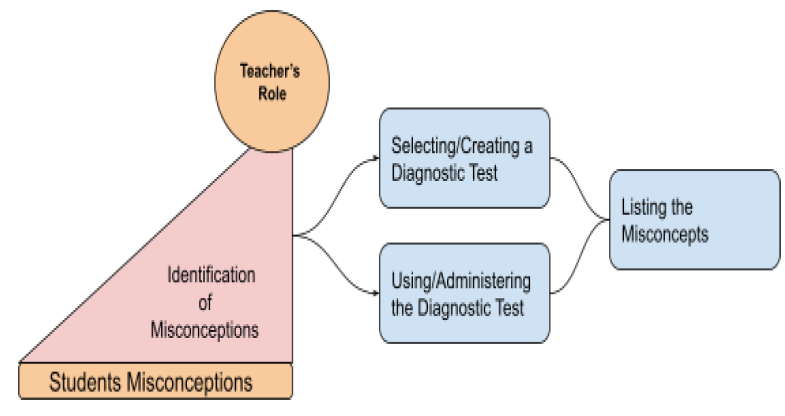 Teacher's
Role
Selecting/Creating a
Diagnostic Test
Listing the
Misconcepts
Identification
of
Misconceptions
Using/Administering
the Diagnostic Test
Students Misconceptions